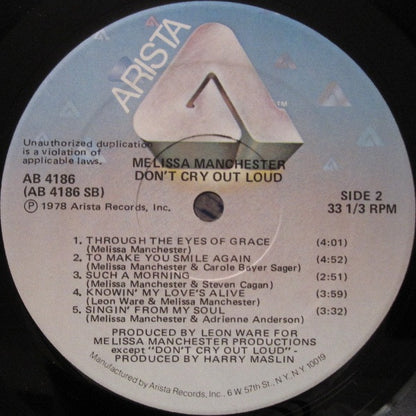 ARISTA
TM
Unauthorized duplication
is a violation of
applicable laws.
MELISSA MANCHESTER
DON'T CRY OUT LOUD
AB 4186
(AB 4186 SB)
Ⓟ 1978 Arista Records, Inc.
SIDE 2
33 1/3 RPM
1. THROUGH THE EYES OF GRACE (4:01)
(Melissa Manchester)
2. TO MAKE YOU SMILE AGAIN (4:52)
(Melissa Manchester & Carole Bayer Sager)
3. SUCH A MORNING (2:51)
(Melissa Manchester & Steven Cagan)
4. KNOWIN' MY LOVE'S ALIVE (3:59)
(Leon Ware & Melissa Manchester)
5. SINGIN' FROM MY SOUL (3:32)
(Melissa Manchester & Adrienne Anderson)
PRODUCED BY LEON WARE FOR
MELISSA MANCHESTER PRODUCTIONS
except "DON'T CRY OUT LOUD" -
PRODUCED BY HARRY MASLIN
Manufactured by Arista Records, Inc., 6 W. 57th St., N.Y., N.Y. 10019